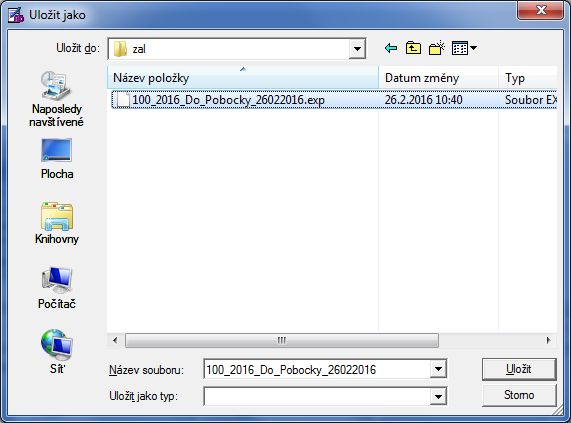 Uložit jako
Uložit do: zal
Název položky Datum změny Typ
100_2016_Do_Pobocky_26022016.exp 26.2.2016 10:40 Soubor EX
Naposledy
navštívené
Plocha
Knihovny
Počítač
Síť
Název souboru: 100_2016_Do_Pobocky_26022016 Uložit
Uložit jako typ: Storno